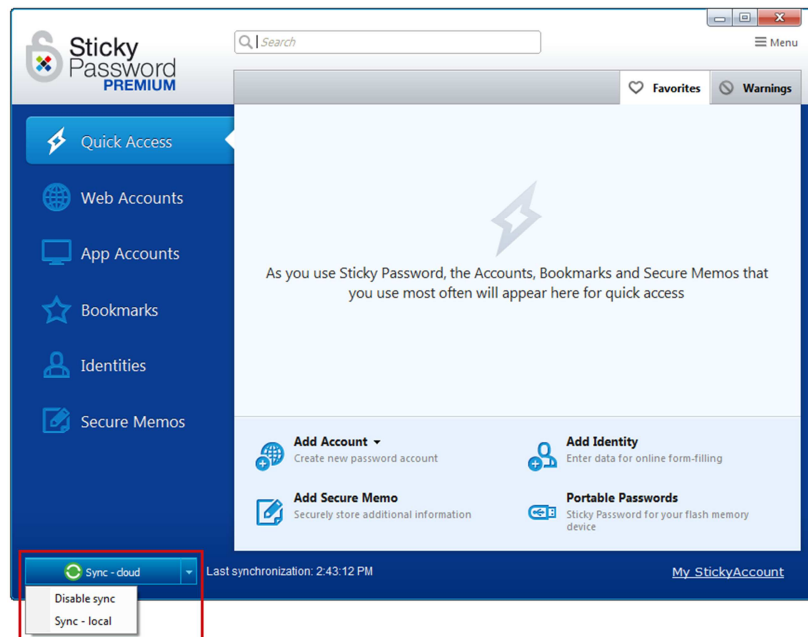 Sticky
Password
PREMIUM
Search
Menu
Favorites
Warnings
Quick Access
Web Accounts
App Accounts
Bookmarks
Identities
Secure Memos
As you use Sticky Password, the Accounts, Bookmarks and Secure Memos that
you use most often will appear here for quick access
Add Account
Create new password account
Add Identity
Enter data for online form-filling
Add Secure Memo
Securely store additional information
Portable Passwords
Sticky Password for your flash memory
device
Sync - cloud
Last synchronization: 2:43:12 PM
My StickyAccount
Disable sync
Sync - local